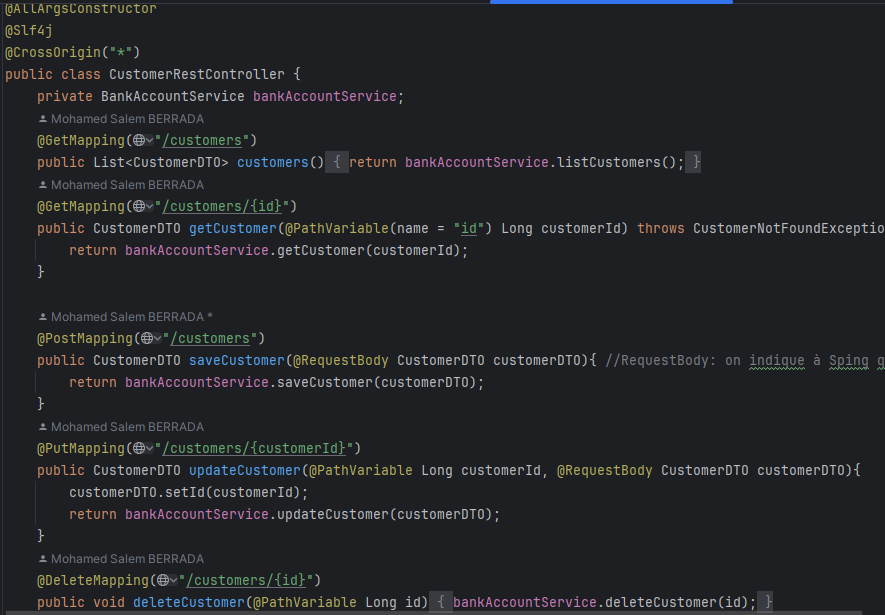 @AllArgsConstructor
@Slf4j
@CrossOrigin("*")
public class CustomerRestController {
private BankAccountService bankAccountService;
Mohamed Salem BERRADA
@GetMapping("/customers")
public List<CustomerDTO> customers() { return bankAccountService.listCustomers(); }
Mohamed Salem BERRADA
@GetMapping("/customers/{id}")
public CustomerDTO getCustomer(@PathVariable(name = "id") Long customerId) throws CustomerNotFoundExceptio
return bankAccountService.getCustomer(customerId);
}
Mohamed Salem BERRADA *
@PostMapping("/customers")
public CustomerDTO saveCustomer(@RequestBody CustomerDTO customerDTO){ //RequestBody: on indique à Sping q
return bankAccountService.saveCustomer(customerDTO);
}
Mohamed Salem BERRADA
@PutMapping("/customers/{customerId}")
public CustomerDTO updateCustomer(@PathVariable Long customerId, @RequestBody CustomerDTO customerDTO){
customerDTO.setId(customerId);
return bankAccountService.updateCustomer(customerDTO);
}
Mohamed Salem BERRADA
@DeleteMapping("/customers/{id}")
public void deleteCustomer(@PathVariable Long id) { bankAccountService.deleteCustomer(id); }